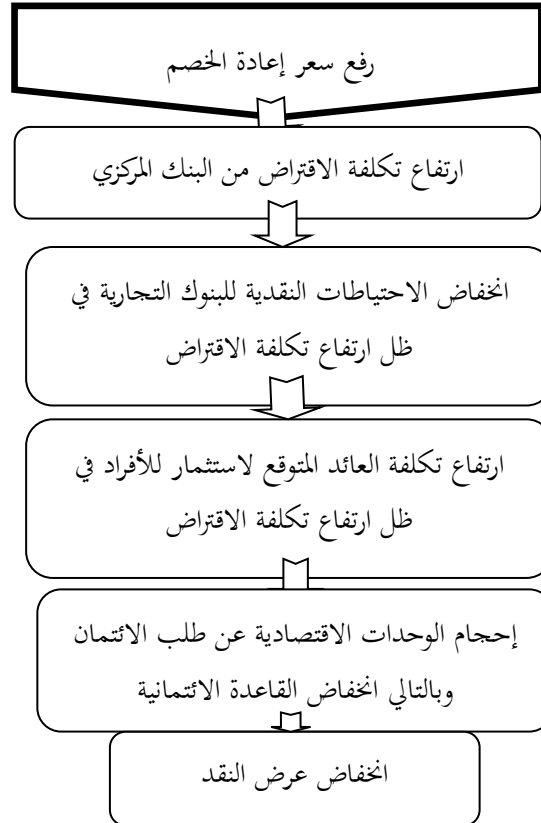 رفع سعر إعادة الخصم
ارتفاع تكلفة الاقتراض من البنك المركزي
انخفاض الاحتياطات النقدية للبنوك التجارية في
ظل ارتفاع تكلفة الاقتراض
ارتفاع تكلفة العائد المتوقع لاستثمار للأفراد في
ظل ارتفاع تكلفة الاقتراض
إحجام الوحدات الاقتصادية عن طلب الائتمان
وبالتالي انخفاض القاعدة الائتمانية
انخفاض عرض النقد